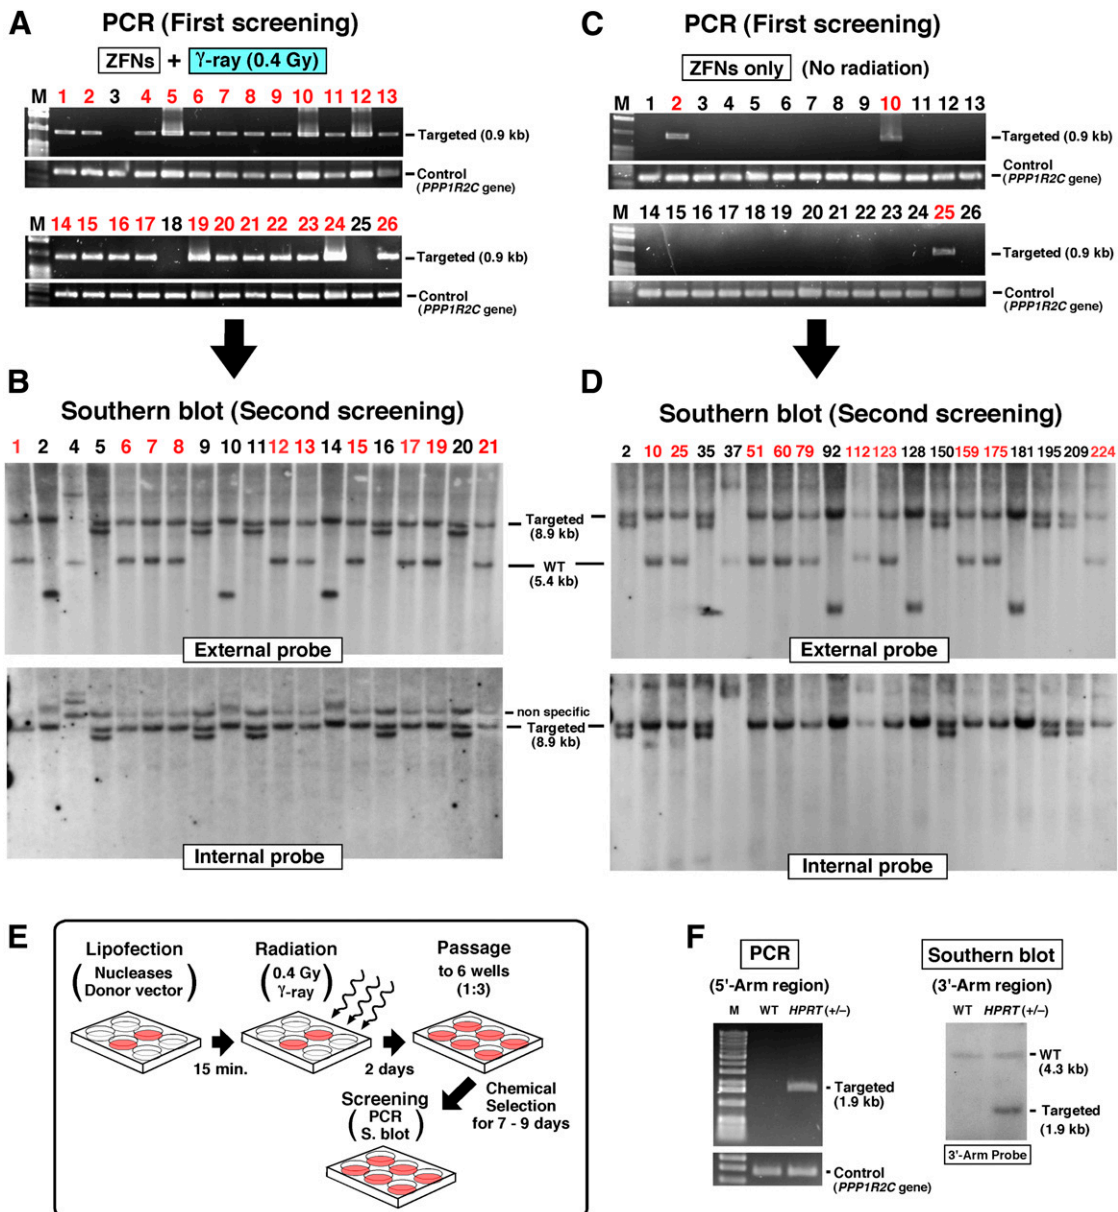 A
PCR (First screening)
ZFNs + γ-ray (0.4 Gy)
M 1 2 3 4 5 6 7 8 9 10 11 12 13
Targeted (0.9 kb)
Control
(PPP1R2C gene)
M 14 15 16 17 18 19 20 21 22 23 24 25 26
Targeted (0.9 kb)
Control
(PPP1R2C gene)
C
PCR (First screening)
ZFNs only (No radiation)
M 1 2 3 4 5 6 7 8 9 10 11 12 13
Targeted (0.9 kb)
Control
(PPP1R2C gene)
M 14 15 16 17 18 19 20 21 22 23 24 25 26
Targeted (0.9 kb)
Control
(PPP1R2C gene)
B
Southern blot (Second screening)
1 2 4 5 6 7 8 9 10 11 12 13 14 15 16 17 19 20 21
Targeted
(8.9 kb)
WT
(5.4 kb)
External probe
non specific
Targeted
(8.9 kb)
Internal probe
D
Southern blot (Second screening)
2 10 25 35 37 51 60 79 92 112 123 128 150 159 175 181 195 209 224
External probe
Internal probe
E
Lipofection
(Nucleases
Donor vector)
15 min.
Radiation
(0.4 Gy
γ-ray)
2 days
Passage
to 6 wells
(1:3)
Chemical
Selection
for 7 - 9 days
Screening
(PCR
S. blot)
F
PCR
(5'-Arm region)
M WT HPRT (+/–)
Targeted
(1.9 kb)
Control
(PPP1R2C gene)
Southern blot
(3'-Arm region)
WT HPRT (+/–)
WT
(4.3 kb)
Targeted
(1.9 kb)
3'-Arm Probe